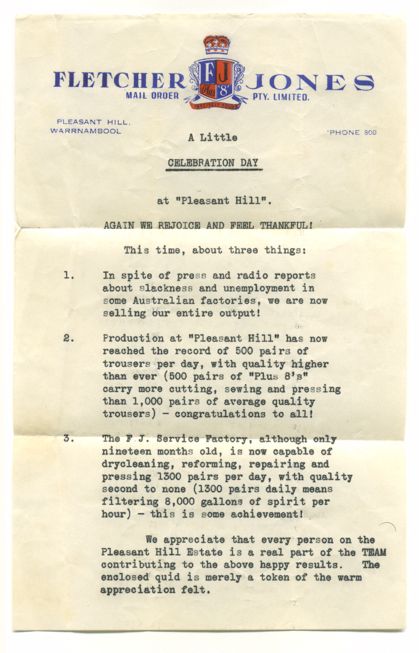 FLETCHER JONES
FJ
"8"
MAIL ORDER PTY. LIMITED.
PLEASANT HILL,
WARRNAMBOOL
'PHONE 800
A Little
CELEBRATION DAY
at "Pleasant Hill".
AGAIN WE REJOICE AND FEEL THANKFUL!
This time, about three things:
1. In spite of press and radio reports
about slackness and unemployment in
some Australian factories, we are now
selling our entire output!
2. Production at "Pleasant Hill" has now
reached the record of 500 pairs of
trousers per day, with quality higher
than ever (500 pairs of "Plus 8's"
carry more cutting, sewing and pressing
than 1,000 pairs of average quality
trousers) - congratulations to all!
3. The F J. Service Factory, although only
nineteen months old, is now capable of
drycleaning, reforming, repairing and
pressing 1300 pairs per day, with quality
second to none (1300 pairs daily means
filtering 8,000 gallons of spirit per
hour) - this is some achievement!
We appreciate that every person on the
Pleasant Hill Estate is a real part of the TEAM
contributing to the above happy results. The
enclosed quid is merely a token of the warm
appreciation felt.